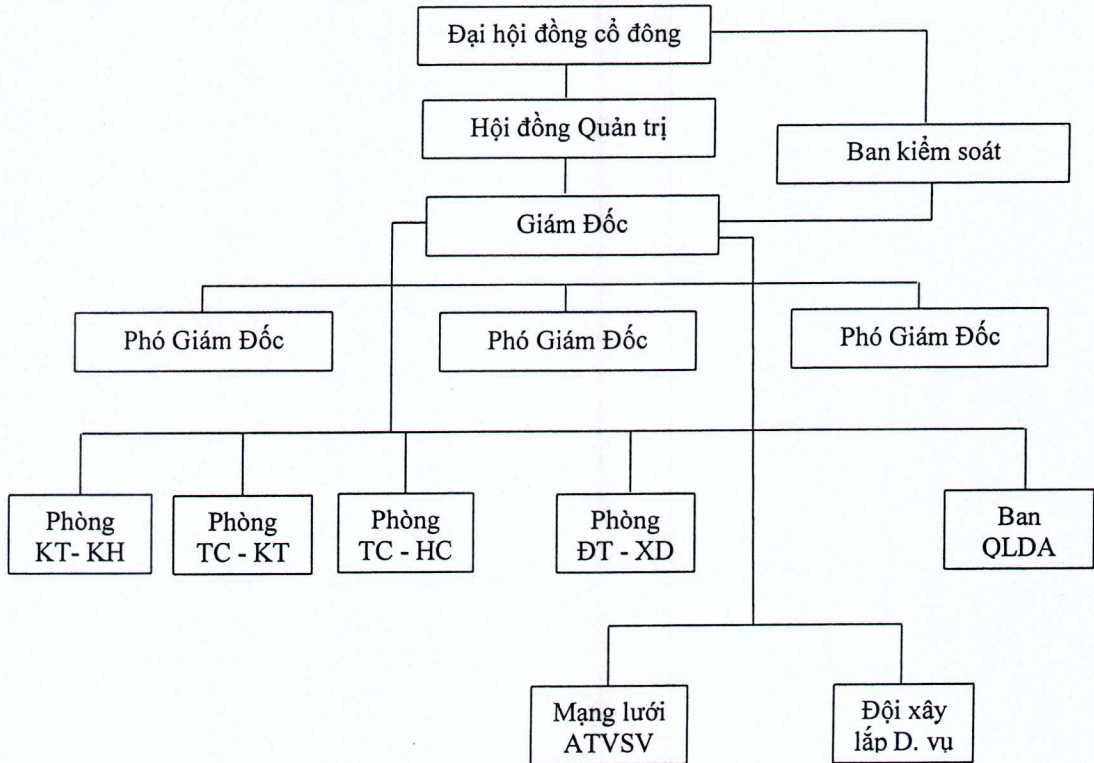 Đại hội đồng cổ đông
Hội đồng Quản trị
Ban kiểm soát
Giám Đốc
Phó Giám Đốc
Phó Giám Đốc
Phó Giám Đốc
Phòng
KT- KH
Phòng
TC - KT
Phòng
TC - HC
Phòng
ĐT - XD
Ban
QLDA
Mạng lưới
ATVSV
Đội xây
lắp D. vụ